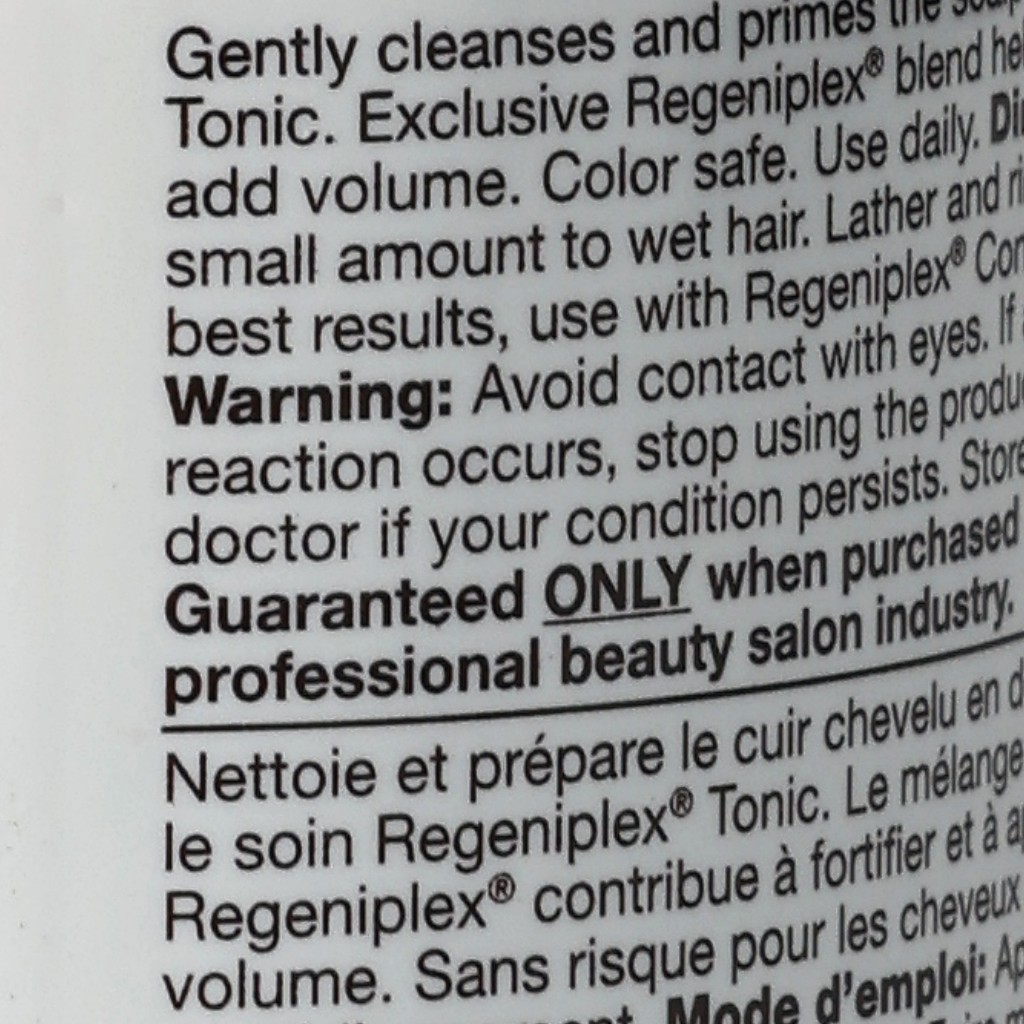 Gently cleanses and primes the
Tonic. Exclusive Regeniplex® blend
add volume. Color safe. Use daily.
small amount to wet hair. Lather and
best results, use with Regeniplex®
Warning: Avoid contact with eyes. If
reaction occurs, stop using the
doctor if your condition persists. Store
Guaranteed ONLY when purchased
professional beauty salon industry.
Nettoie et prépare le cuir chevelu en
le soin Regeniplex® Tonic. Le mélange
Regeniplex® contribue à fortifier et à
volume. Sans risque pour les cheveux
Mode d'emploi: